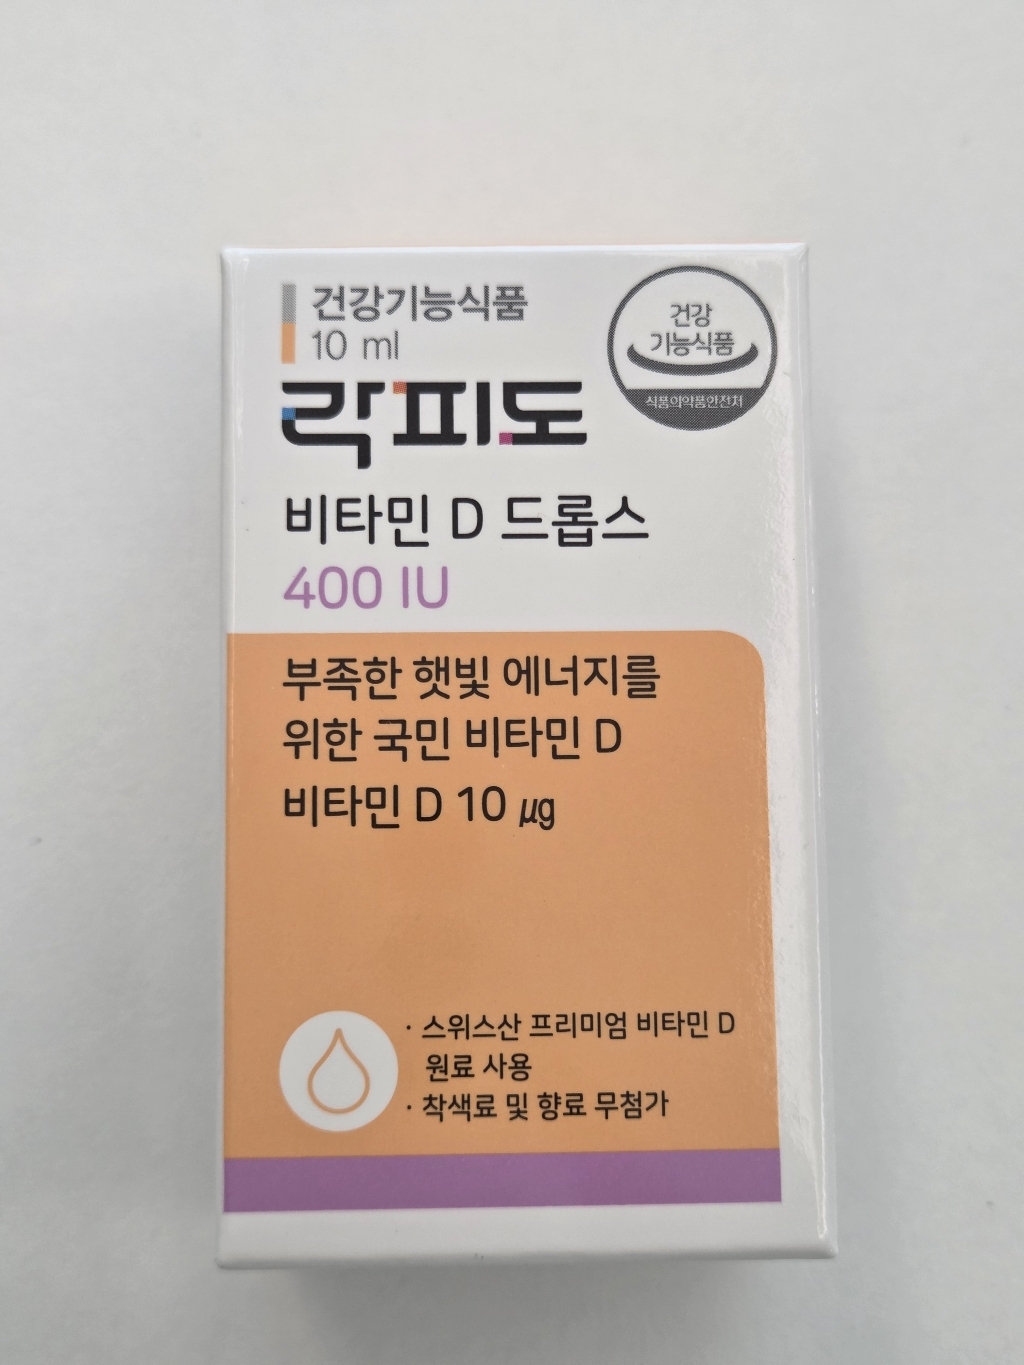 건강기능식품
10 ml
건강
기능식품
식품의약품안전처
락피도
비타민 D 드롭스
400 IU
부족한 햇빛 에너지를
위한 국민 비타민 D
비타민 D 10 ㎍
· 스위스산 프리미엄 비타민 D
원료 사용
· 착색료 및 향료 무첨가